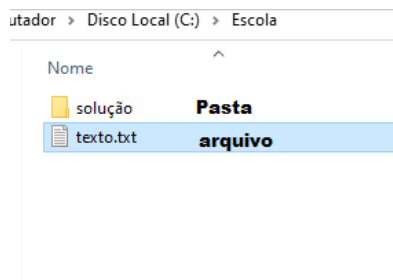 utador > Disco Local (C:) > Escola
Nome
solução Pasta
texto.txt arquivo